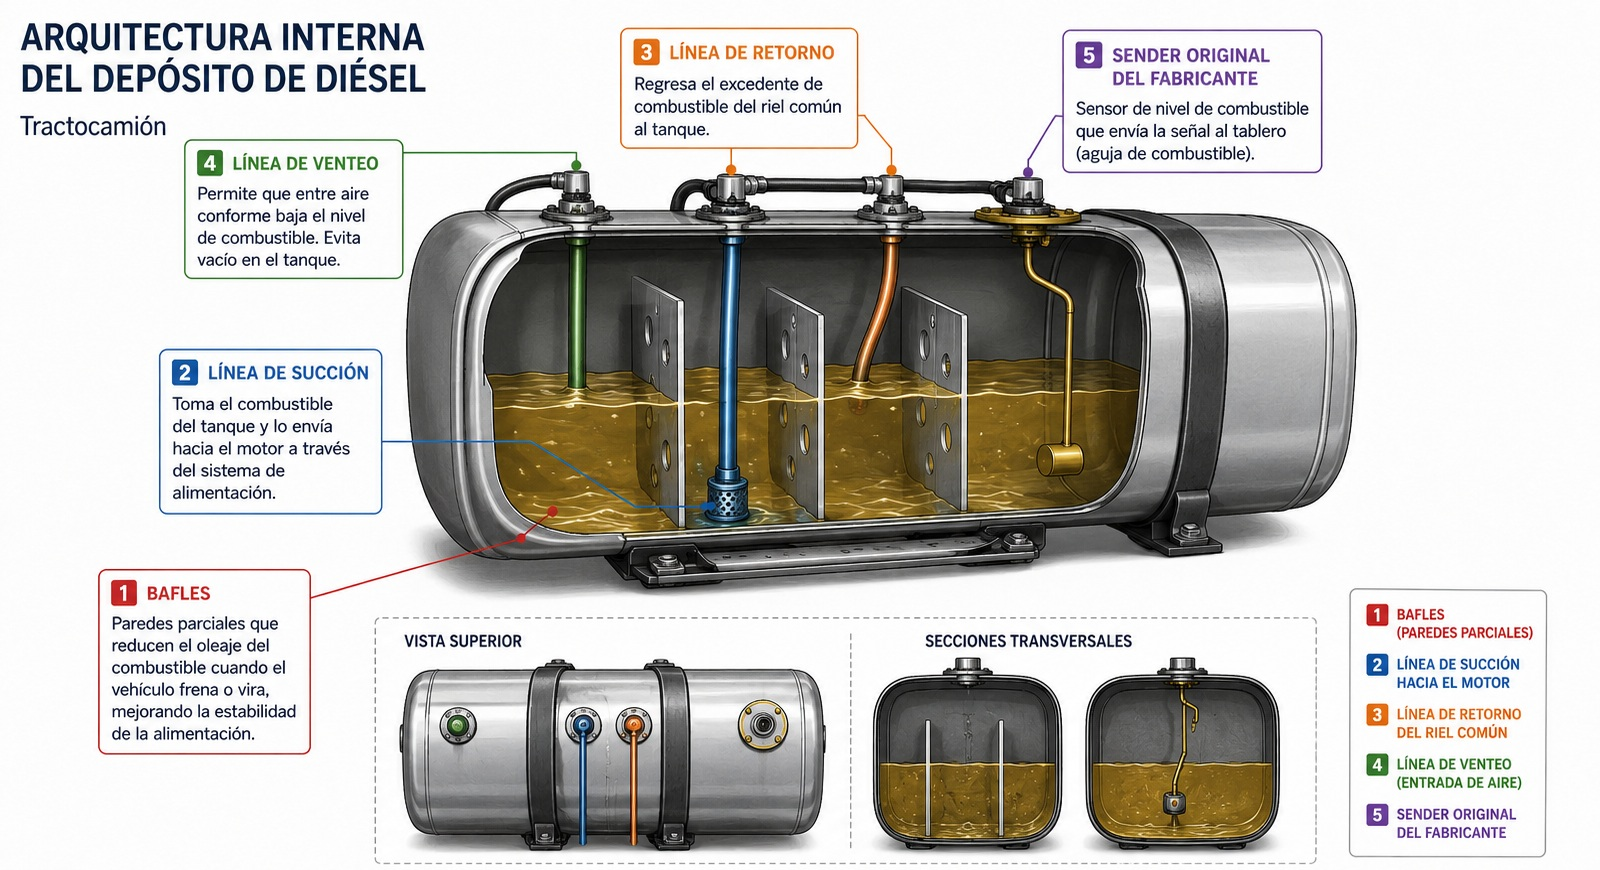 ARQUITECTURA INTERNA
DEL DEPÓSITO DE DIÉSEL
Tractocamión
4 LÍNEA DE VENTEO
Permite que entre aire
conforme baja el nivel
de combustible. Evita
vacío en el tanque.
3 LÍNEA DE RETORNO
Regresa el excedente de
combustible del riel común
al tanque.
5 SENDER ORIGINAL
DEL FABRICANTE
Sensor de nivel de combustible
que envía la señal al tablero
(aguja de combustible).
2 LÍNEA DE SUCCIÓN
Toma el combustible
del tanque y lo envía
hacia el motor a través
del sistema de
alimentación.
1 BAFLES
Paredes parciales que
reducen el oleaje del
combustible cuando el
vehículo frena o vira,
mejorando la estabilidad
de la alimentación.
VISTA SUPERIOR
SECCIONES TRANSVERSALES
1 BAFLES
(PAREDES PARCIALES)
2 LÍNEA DE SUCCIÓN
HACIA EL MOTOR
3 LÍNEA DE RETORNO
DEL RIEL COMÚN
4 LÍNEA DE VENTEO
(ENTRADA DE AIRE)
5 SENDER ORIGINAL
DEL FABRICANTE